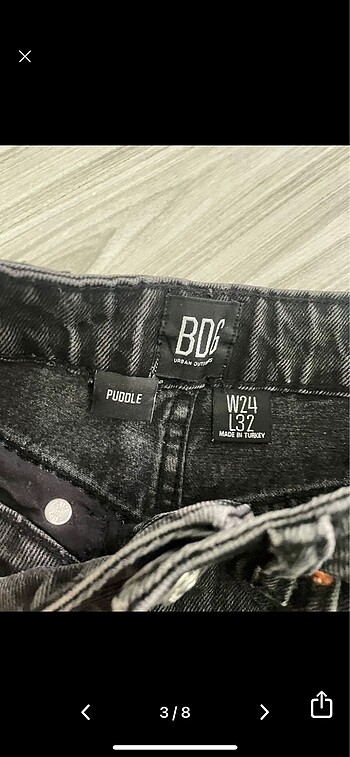 BDG
URBAN OUTFITTERS
PUDDLE
W24
L32
MADE IN TURKEY
3/8